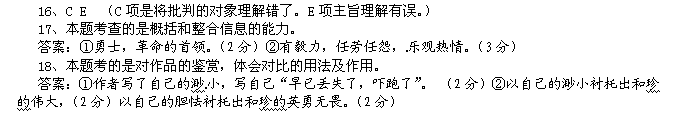 16、C E （C 项是将批判的对象理解错了。E 项主旨理解有误。）
17、本题考查的是概括和整合信息的能力。
答案：①勇士，革命的首领。（2 分）②有毅力，任劳任怨，乐观热情。（3 分）
18、本题考的是对作品的鉴赏，体会对比的用法及作用。
答案：①作者写了自己的渺小，写自己“早已丢失了，吓跑了”。 （2 分）②以自己的渺小衬托出和珍
的伟大，（2 分）以自己的胆怯衬托出和珍的英勇无畏。（2 分）